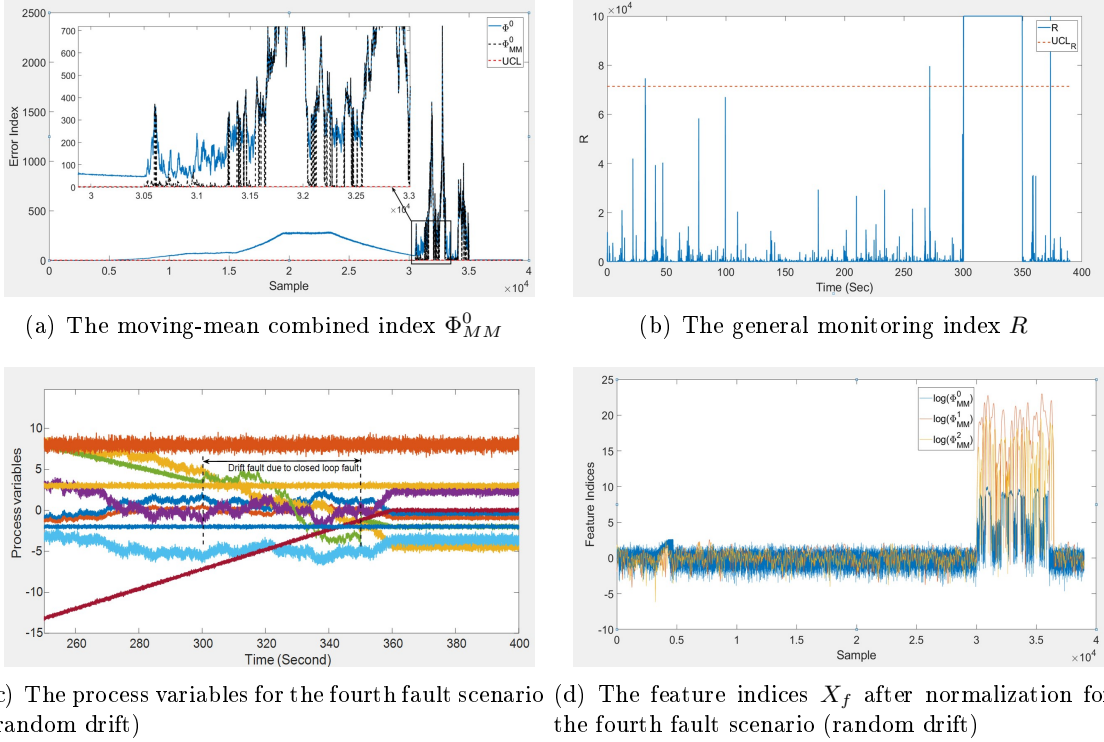 2500
2000
1500
1000
500
0
Error Index
700
600
500
400
300
200
100
0
3 3.05 3.1 3.15 3.2 3.25 3.3
×10⁴
Φ⁰
Φ⁰MM
UCL
0 0.5 1 1.5 2 2.5 3 3.5 4
Sample
×10⁴
(a) The moving-mean combined index Φ⁰MM
×10⁴
10
8
6
4
2
0
R
R
UCLR
0 50 100 150 200 250 300 350 400
Time (Sec)
(b) The general monitoring index R
10
5
0
-5
-10
-15
Process variables
Drift fault due to closed loop fault
260 280 300 320 340 360 380 400
Time (Second)
c) The process variables for the fourth fault scenario
random drift)
25
20
15
10
5
0
-5
-10
Feature Indices
log(Φ⁰MM)
log(Φ¹MM)
log(Φ²MM)
0 0.5 1 1.5 2 2.5 3 3.5 4
Sample
×10⁴
(d) The feature indices Xf after normalization fo
the fourth fault scenario (random drift)